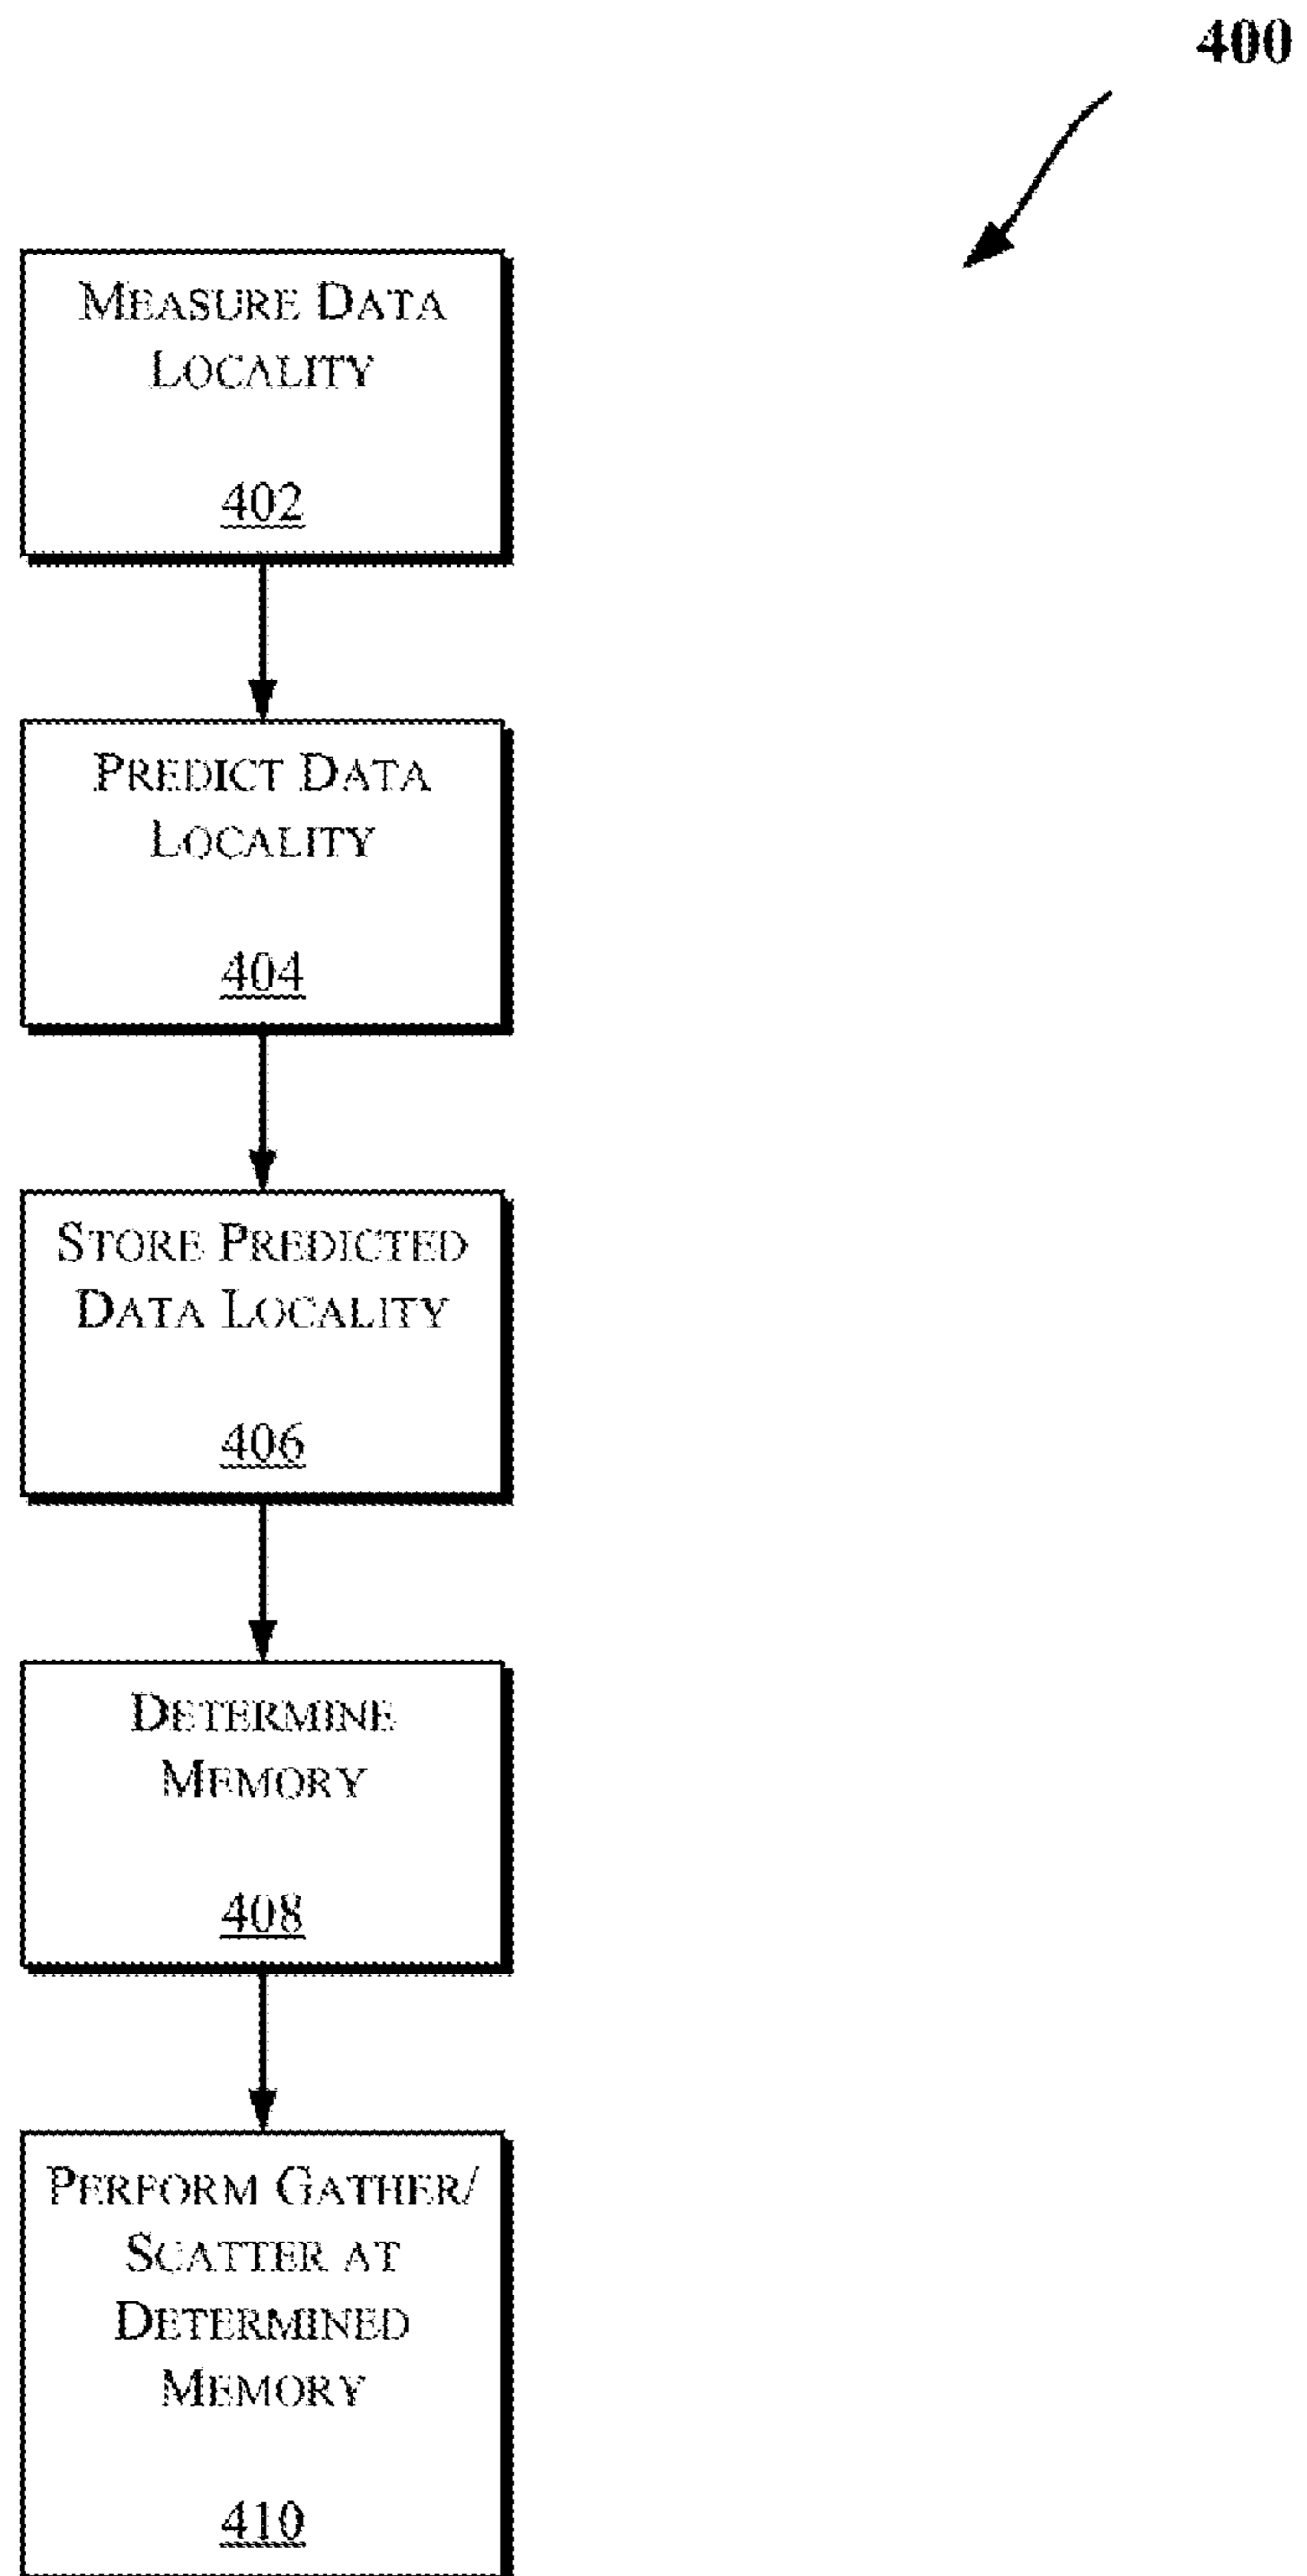 400
MEASURE DATA
LOCALITY
402
PREDICT DATA
LOCALITY
404
STORE PREDICTED
DATA LOCALITY
406
DETERMINE
MEMORY
408
PERFORM GATHER/
SCATTER AT
DETERMINED
MEMORY
410